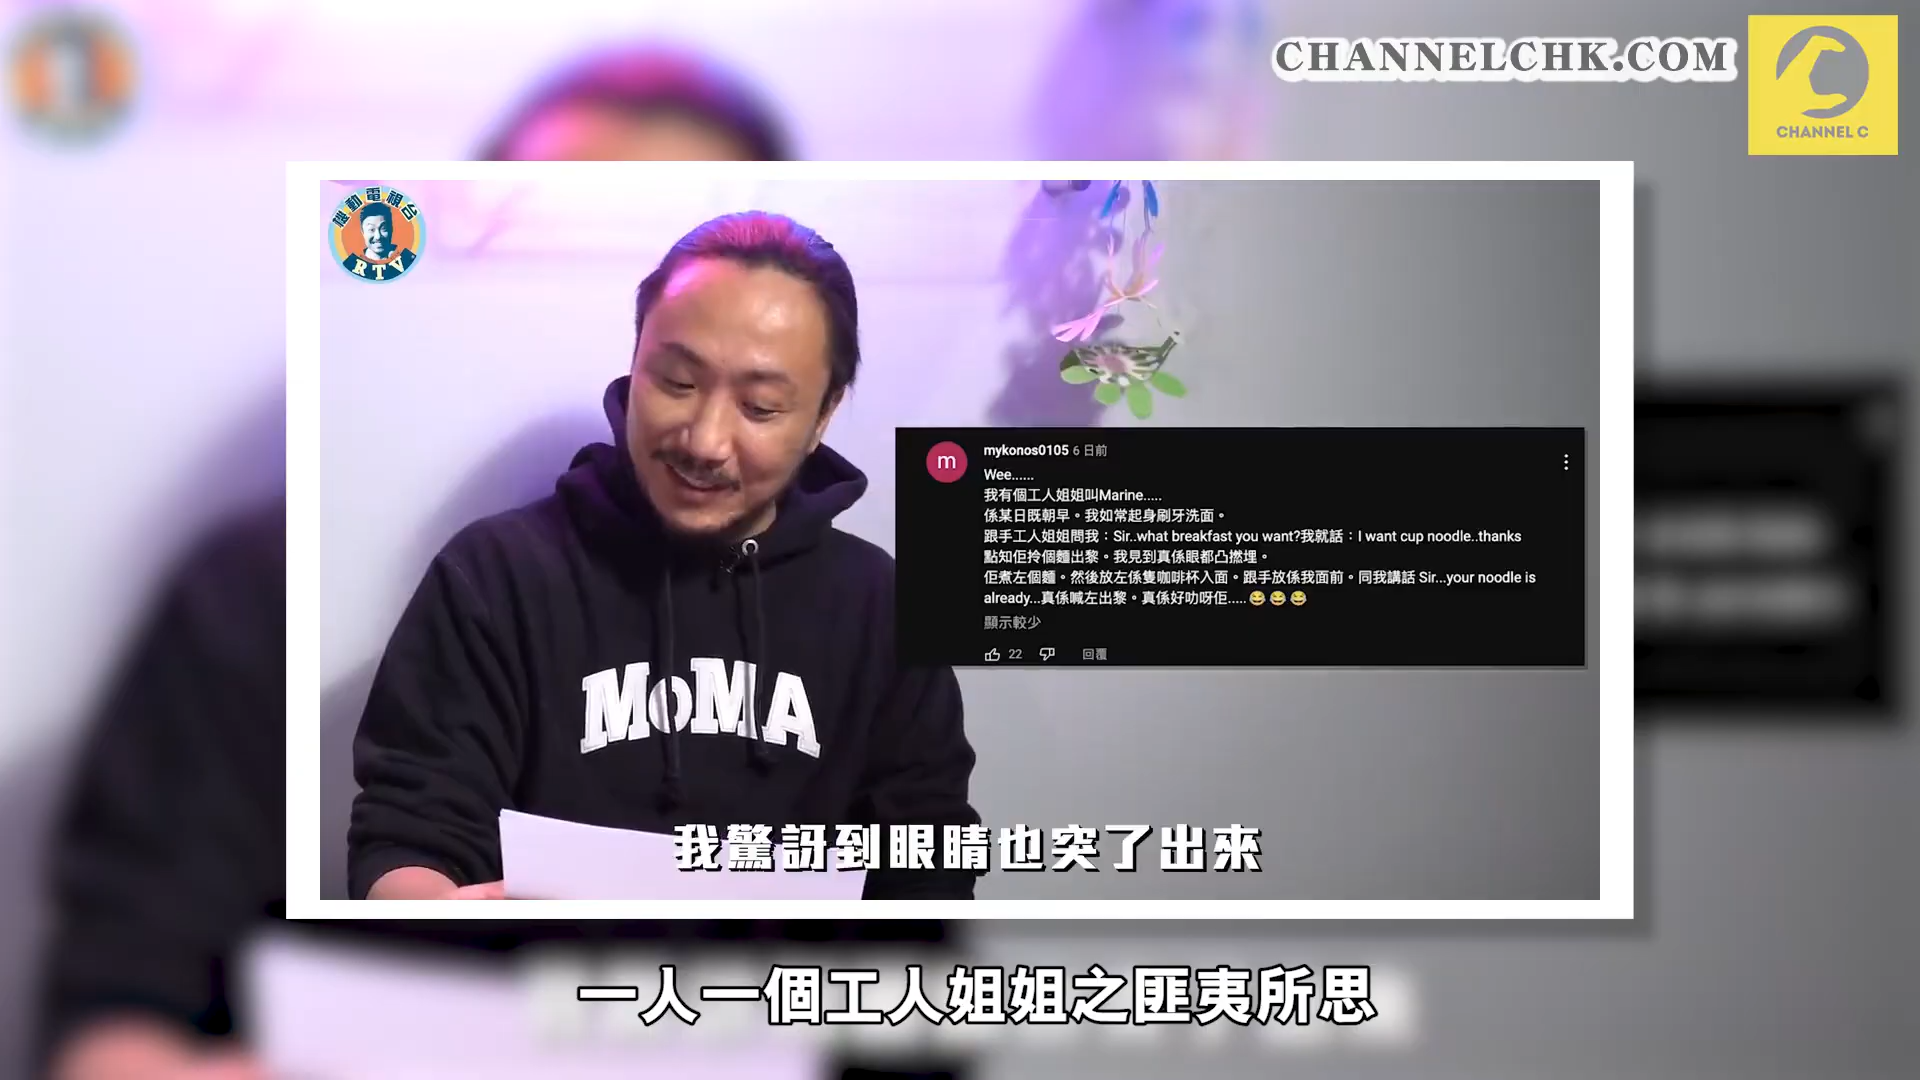 CHANNELCHK.COM
CHANNEL C
機動電視台
RTV
mykonos0105 6 日前
Wee......
我有個工人姐姐叫Marine.....
係某日既朝早。我如常起身刷牙洗面。
跟手工人姐姐問我：Sir..what breakfast you want?我就話：I want cup noodle..thanks
點知佢拎個麵出黎。我見到真係眼都凸撚埋。
佢煮左個麵。然後放左係隻咖啡杯入面。跟手放係我面前。同我講話 Sir...your noodle is
already...真係喊左出黎。真係好叻呀佢.....😂😂😂
顯示較少
22 回覆
m
MoMA
我驚訝到眼睛也突了出來
一人一個工人姐姐之匪夷所思